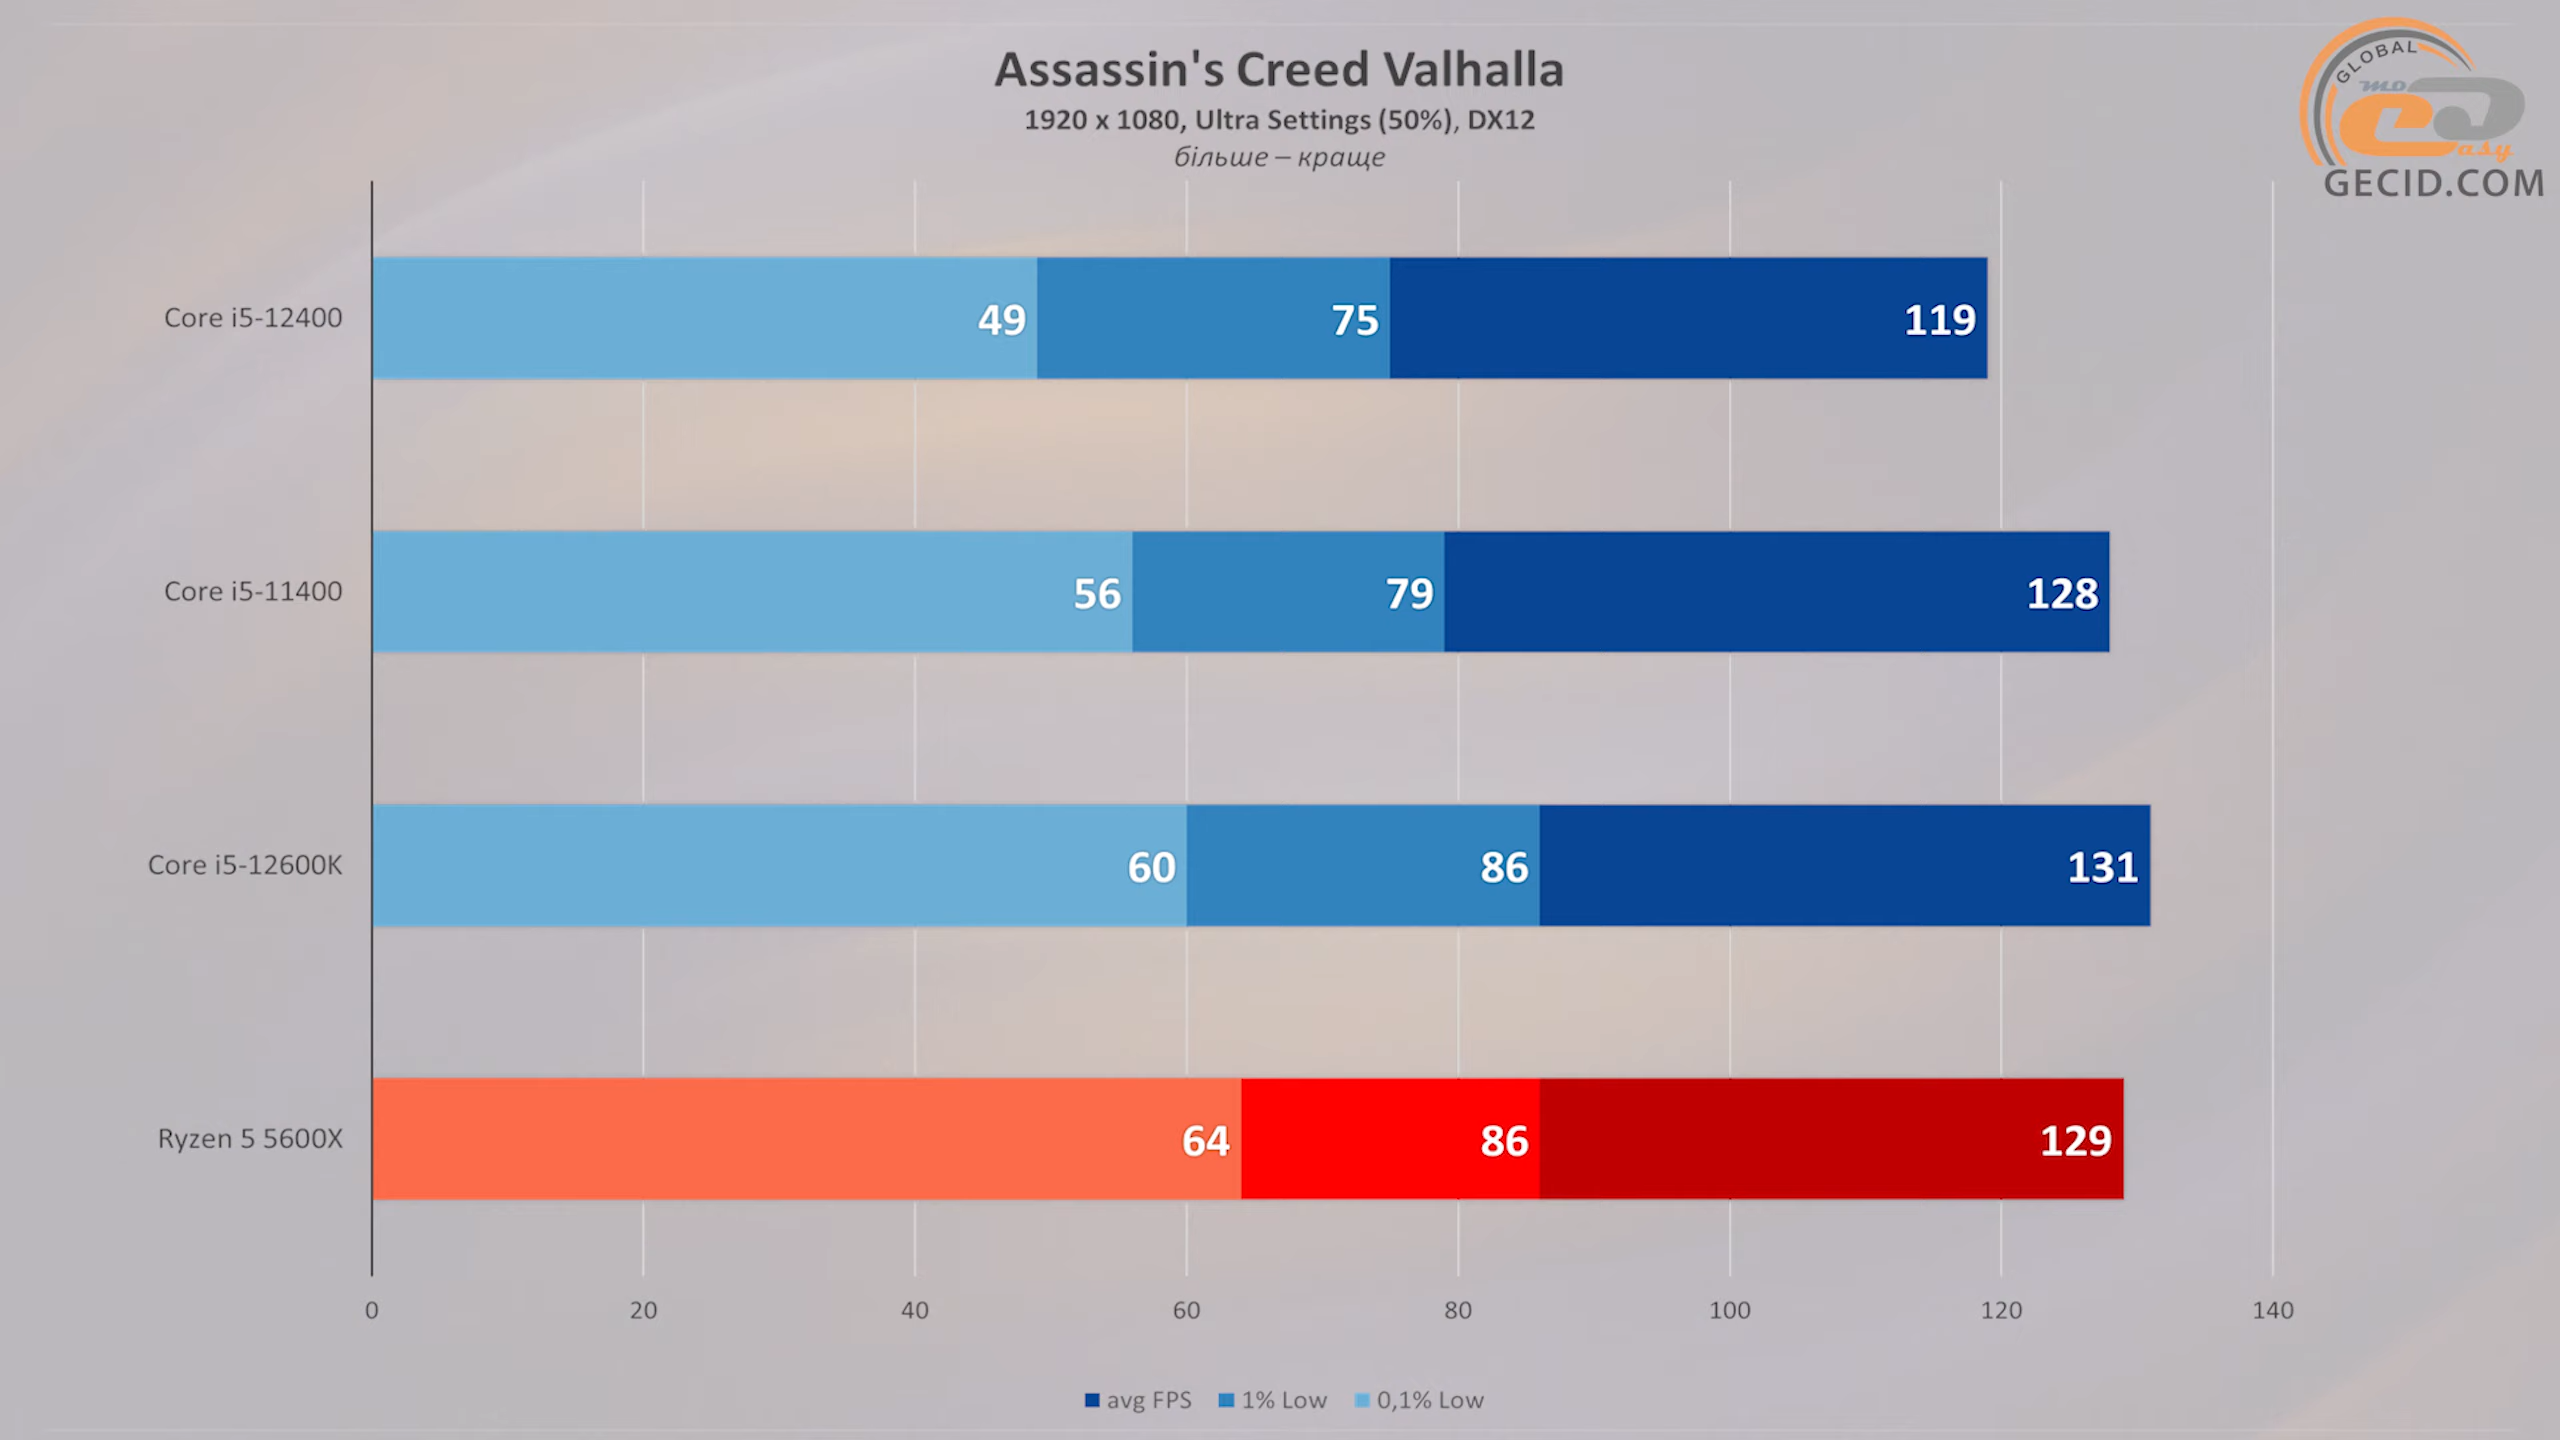 Assassin's Creed Valhalla
1920 x 1080, Ultra Settings (50%), DX12
більше – краще
GLOBAL
MD
easy
GECID.COM
Core i5-12400
49 75 119
Core i5-11400
56 79 128
Core i5-12600K
60 86 131
Ryzen 5 5600X
64 86 129
0 20 40 60 80 100 120 140
avg FPS 1% Low 0,1% Low